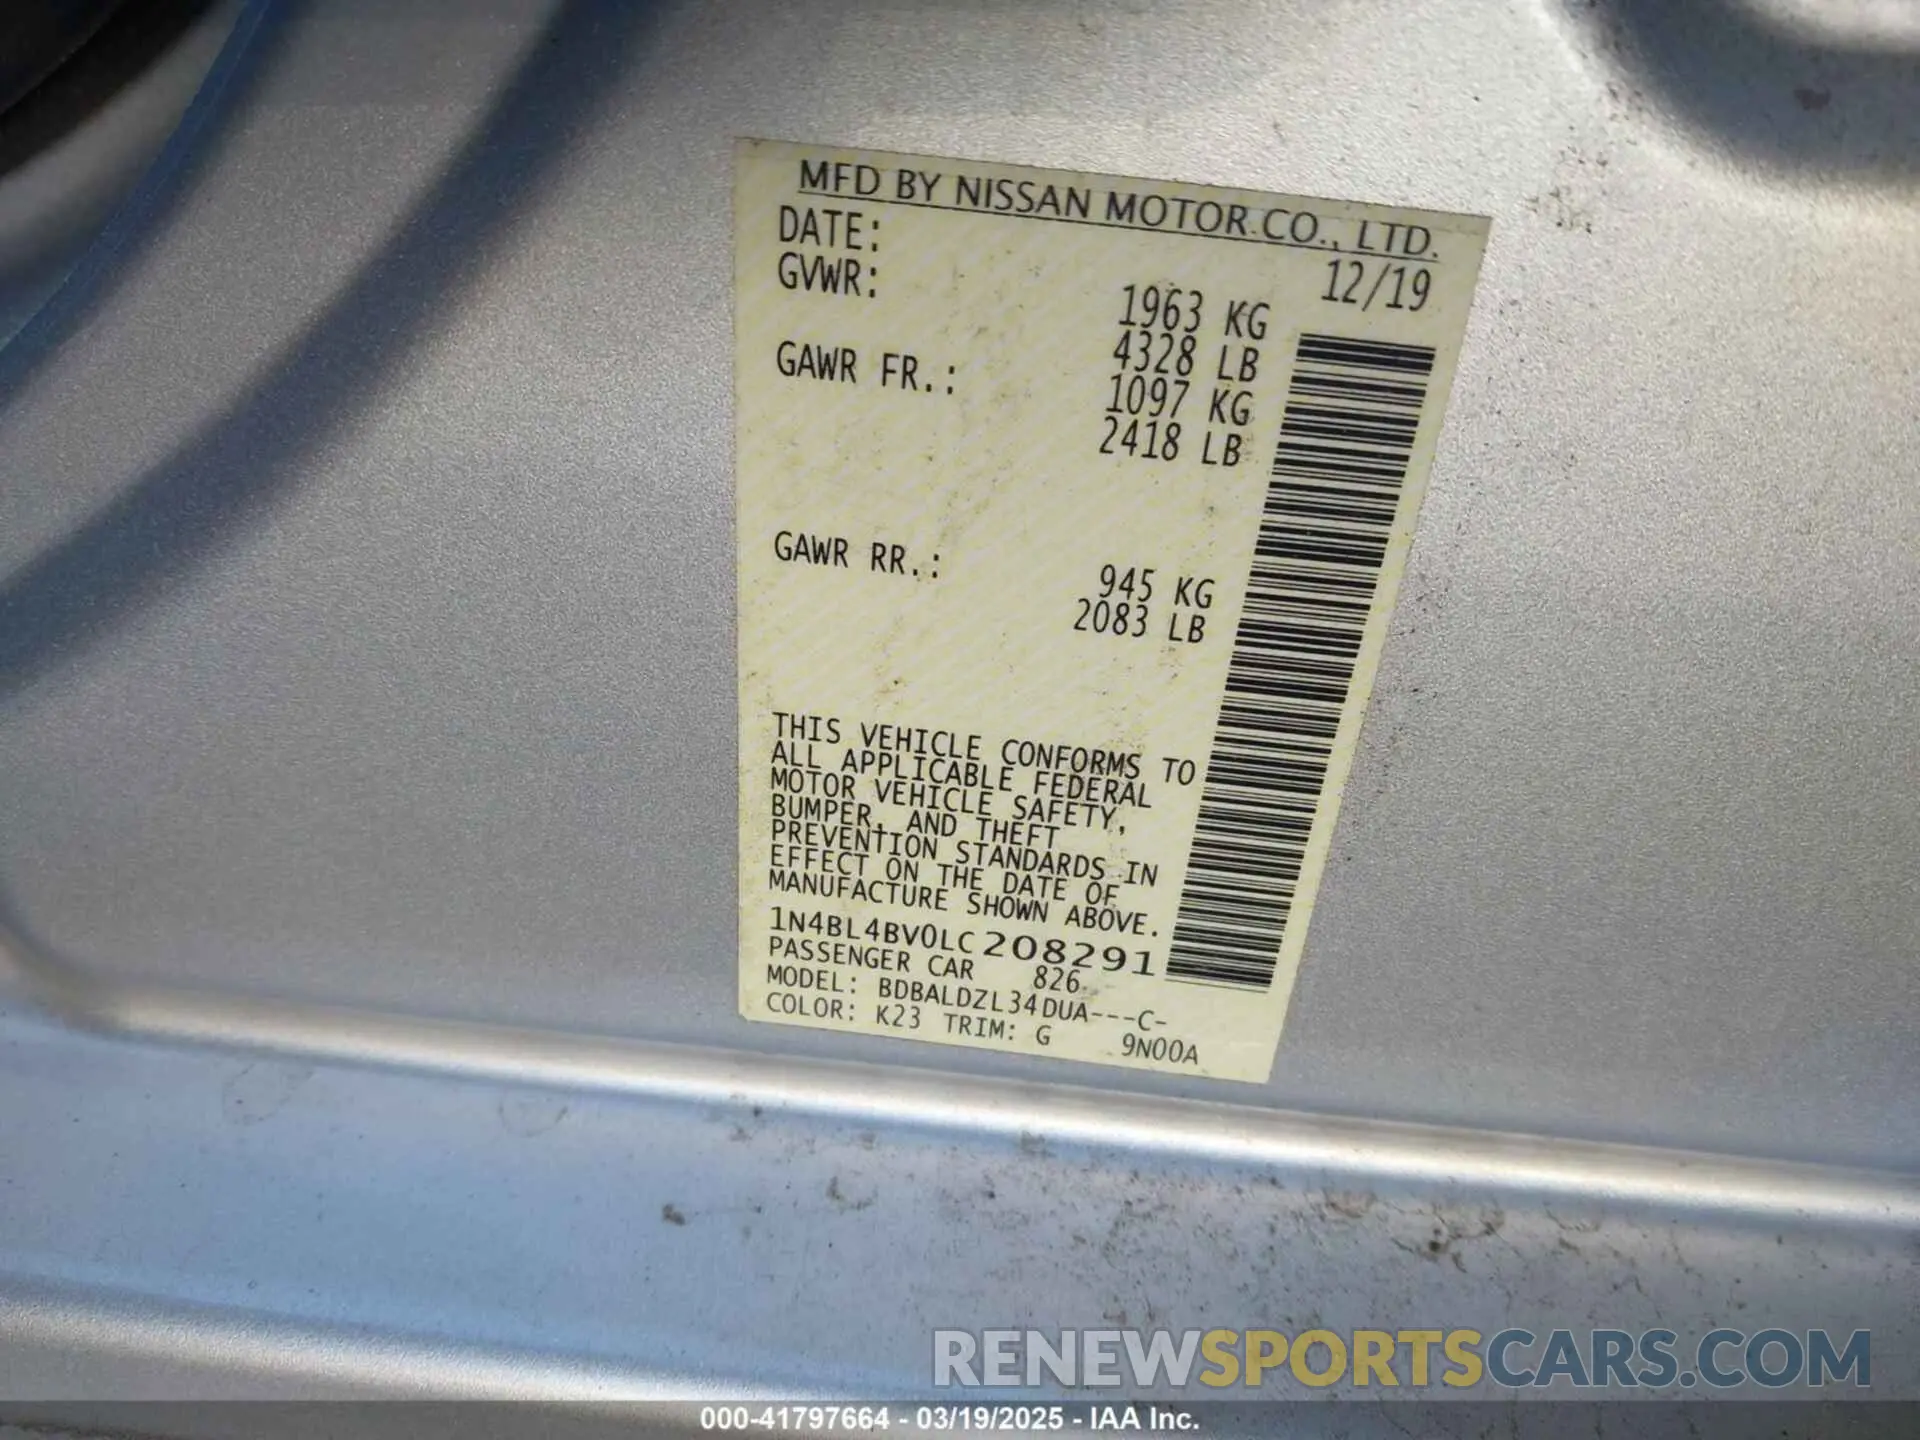 MFD BY NISSAN MOTOR CO., LTD.
DATE: 12/19
GVWR: 1963 KG
4328 LB
GAWR FR.: 1097 KG
2418 LB
GAWR RR.: 945 KG
2083 LB
THIS VEHICLE CONFORMS TO
ALL APPLICABLE FEDERAL
MOTOR VEHICLE SAFETY,
BUMPER, AND THEFT
PREVENTION STANDARDS IN
EFFECT ON THE DATE OF
MANUFACTURE SHOWN ABOVE.
1N4BL4BV0LC208291
PASSENGER CAR 826
MODEL: BDBALDZL34DUA---C-
COLOR: K23 TRIM: G 9N00A
RENEWSPORTSCARS.COM
000-41797664 - 03/19/2025 - IAA Inc.